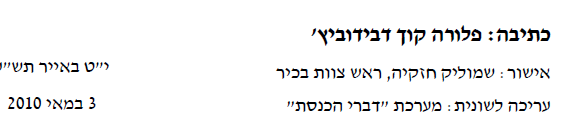 כתיבה: פלורה קוך דבידוביץ'
אישור: שמוליק חזקיה, ראש צוות בכיר
י"ט באייר
עריכה לשונית: מערכת "דברי הכנסת"
3 במאי 2010